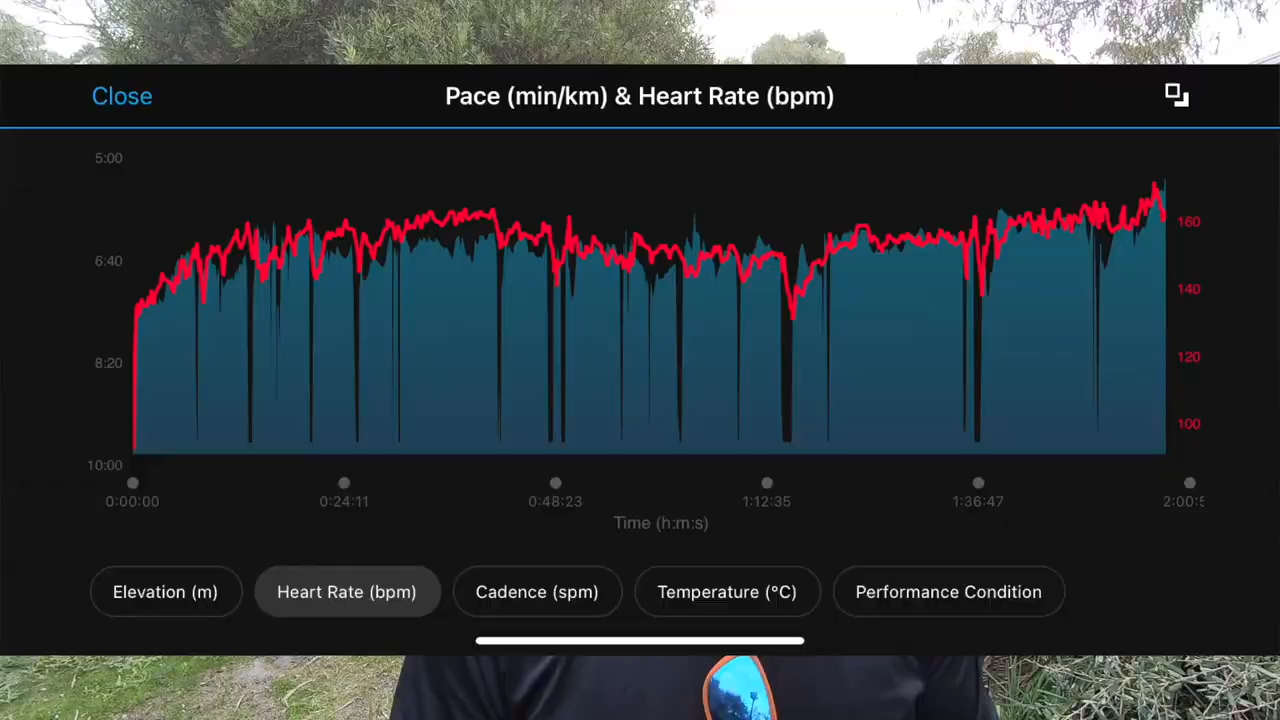 Close Pace (min/km) & Heart Rate (bpm)
5:00
160
6:40
140
8:20
120
100
10:00
0:00:00 0:24:11 0:48:23 1:12:35 1:36:47 2:00:5
Time (h:m:s)
Elevation (m) Heart Rate (bpm) Cadence (spm) Temperature (°C) Performance Condition